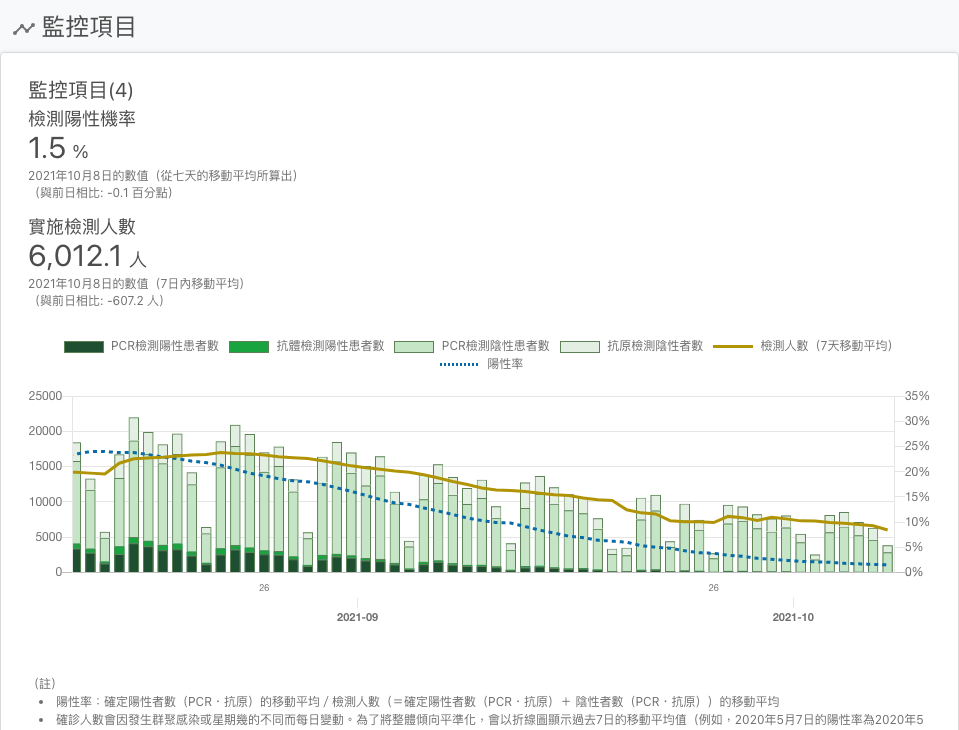 監控項目
監控項目(4)
檢測陽性機率
1.5 %
2021年10月8日的數值（從七天的移動平均所算出）
（與前日相比: -0.1 百分點）
實施檢測人數
6,012.1 人
2021年10月8日的數值（7日內移動平均）
（與前日相比: -607.2 人）
PCR檢測陽性患者數 抗體檢測陽性患者數 PCR檢測陰性患者數 抗原檢測陰性者數 檢測人數（7天移動平均）
陽性率
25000 35%
30%
20000
25%
15000 20%
15%
10000
10%
5000
5%
0 0%
26 26
2021-09 2021-10
（註）
• 陽性率：確定陽性者數（PCR・抗原）的移動平均 / 檢測人數（＝確定陽性者數（PCR・抗原）＋ 陰性者數（PCR・抗原））的移動平均
• 確診人數會因發生群聚感染或星期幾的不同而每日變動。為了將整體傾向平準化，會以折線圖顯示過去7日的移動平均值（例如，2020年5月7日的陽性率為2020年5